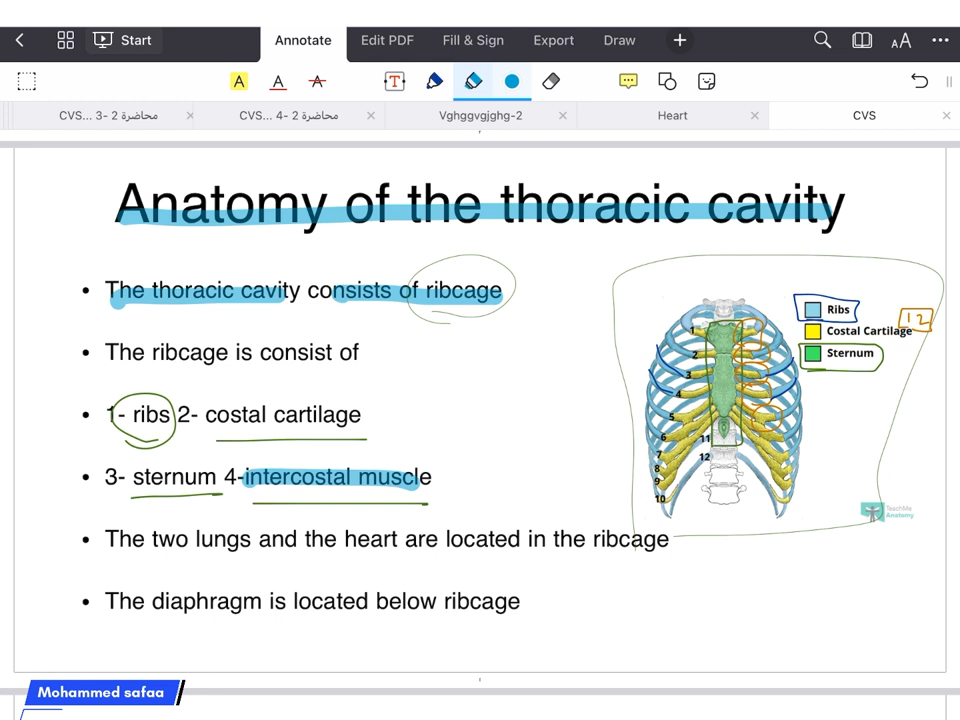 Start
Annotate
Edit PDF
Fill & Sign
Export
Draw
+
AA
A
A
A
T
CVS... 3- محاضرة 2
CVS... 4- محاضرة 2
Vghggvgjghg-2
Heart
CVS
Anatomy of the thoracic cavity
• The thoracic cavity consists of ribcage
• The ribcage is consist of
• 1- ribs 2- costal cartilage
• 3- sternum 4-intercostal muscle
• The two lungs and the heart are located in the ribcage
• The diaphragm is located below ribcage
Ribs
Costal Cartilage
Sternum
12
1
2
3
4
5
6
7
8
9
10
11
12
TeachMe
Anatomy
Mohammed safaa